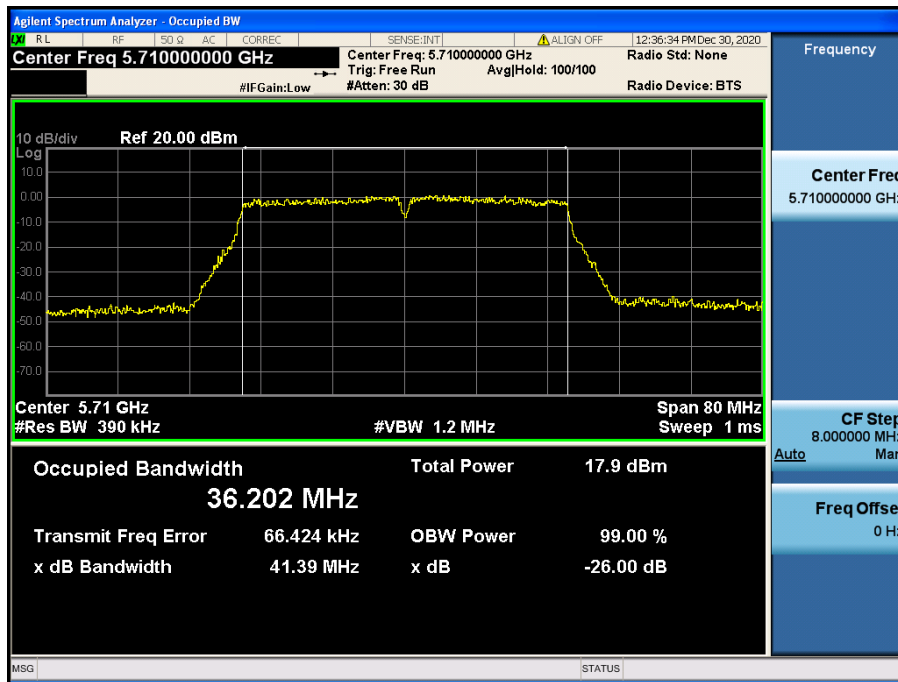 Agilent Spectrum Analyzer - Occupied BW
LXI RL RF 50 Ω AC CORREC SENSE:INT ALIGN OFF 12:36:34 PM Dec 30, 2020
Center Freq 5.710000000 GHz
Center Freq: 5.710000000 GHz
Radio Std: None
Trig: Free Run Avg|Hold: 100/100
#IFGain:Low #Atten: 30 dB Radio Device: BTS
10 dB/div Ref 20.00 dBm
Log
10.0
0.00
-10.0
-20.0
-30.0
-40.0
-50.0
-60.0
-70.0
Center 5.71 GHz Span 80 MHz
#Res BW 390 kHz #VBW 1.2 MHz Sweep 1 ms
Occupied Bandwidth Total Power 17.9 dBm
36.202 MHz
Transmit Freq Error 66.424 kHz OBW Power 99.00 %
x dB Bandwidth 41.39 MHz x dB -26.00 dB
MSG STATUS
Frequency
Center Freq
5.710000000 GH
CF Step
8.000000 MH
Auto Man
Freq Offse
0 H